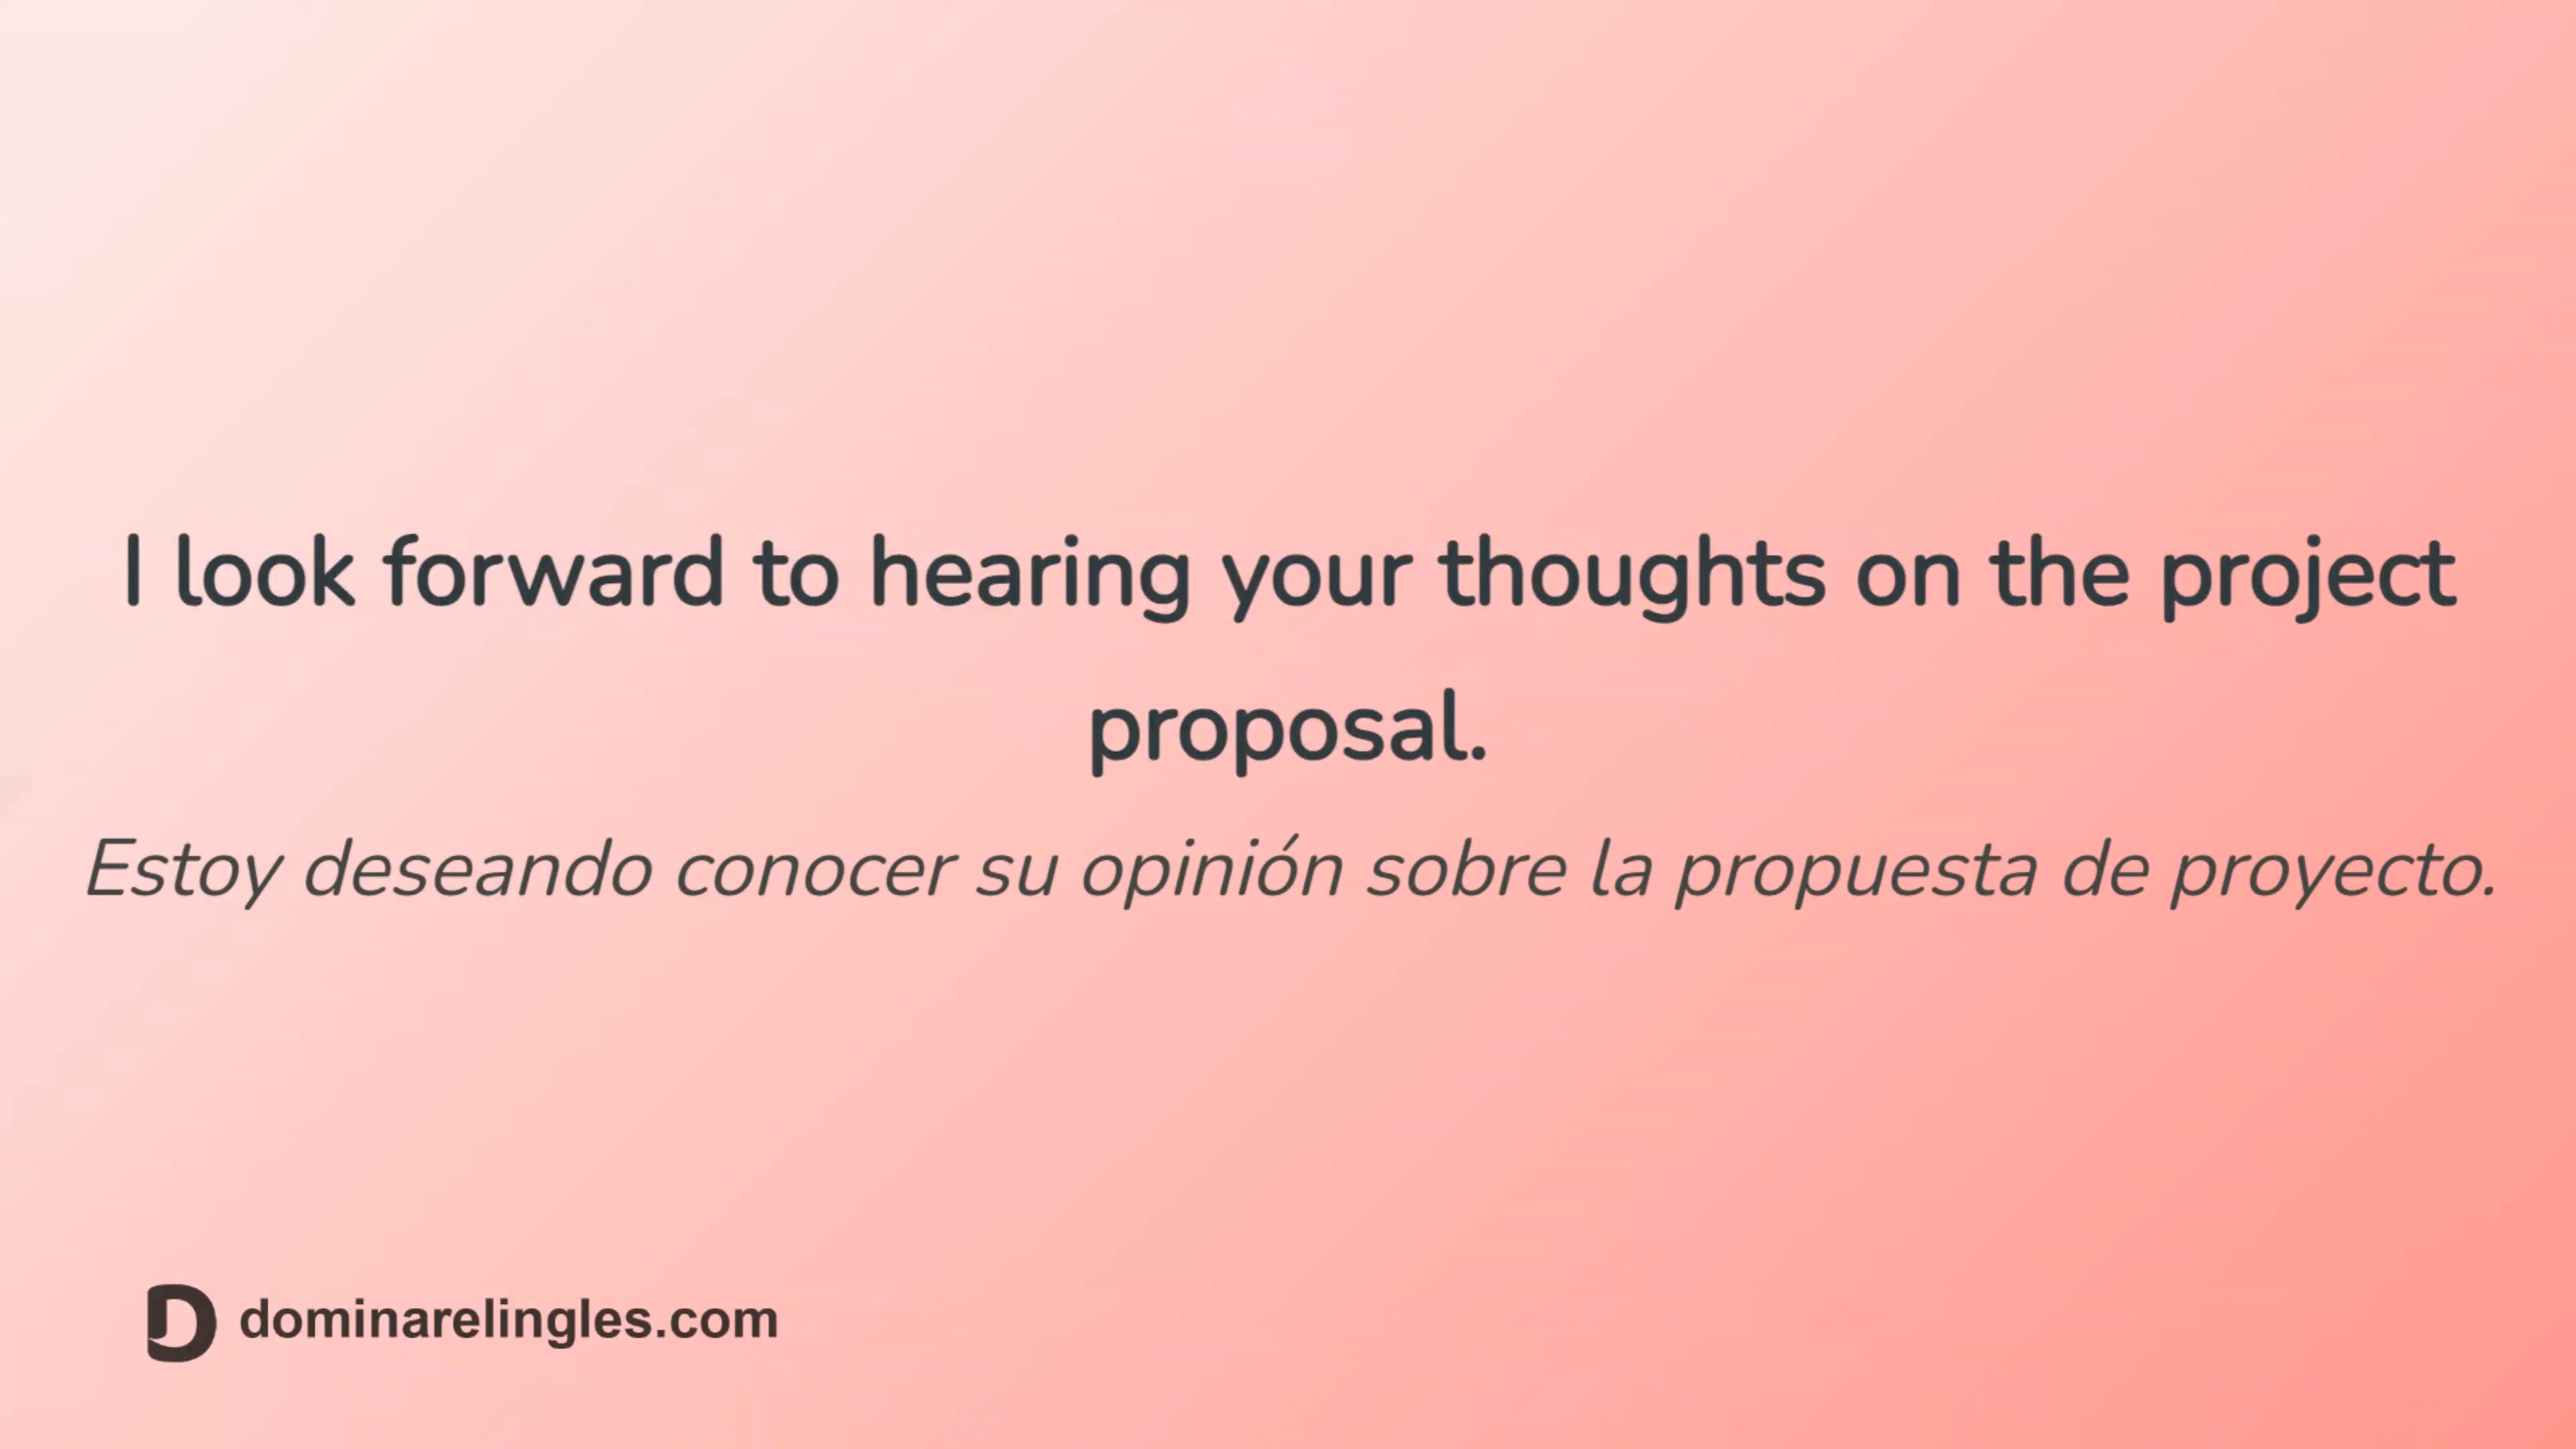 I look forward to hearing your thoughts on the project
proposal.
Estoy deseando conocer su opinión sobre la propuesta de proyecto.
dominarelingles.com